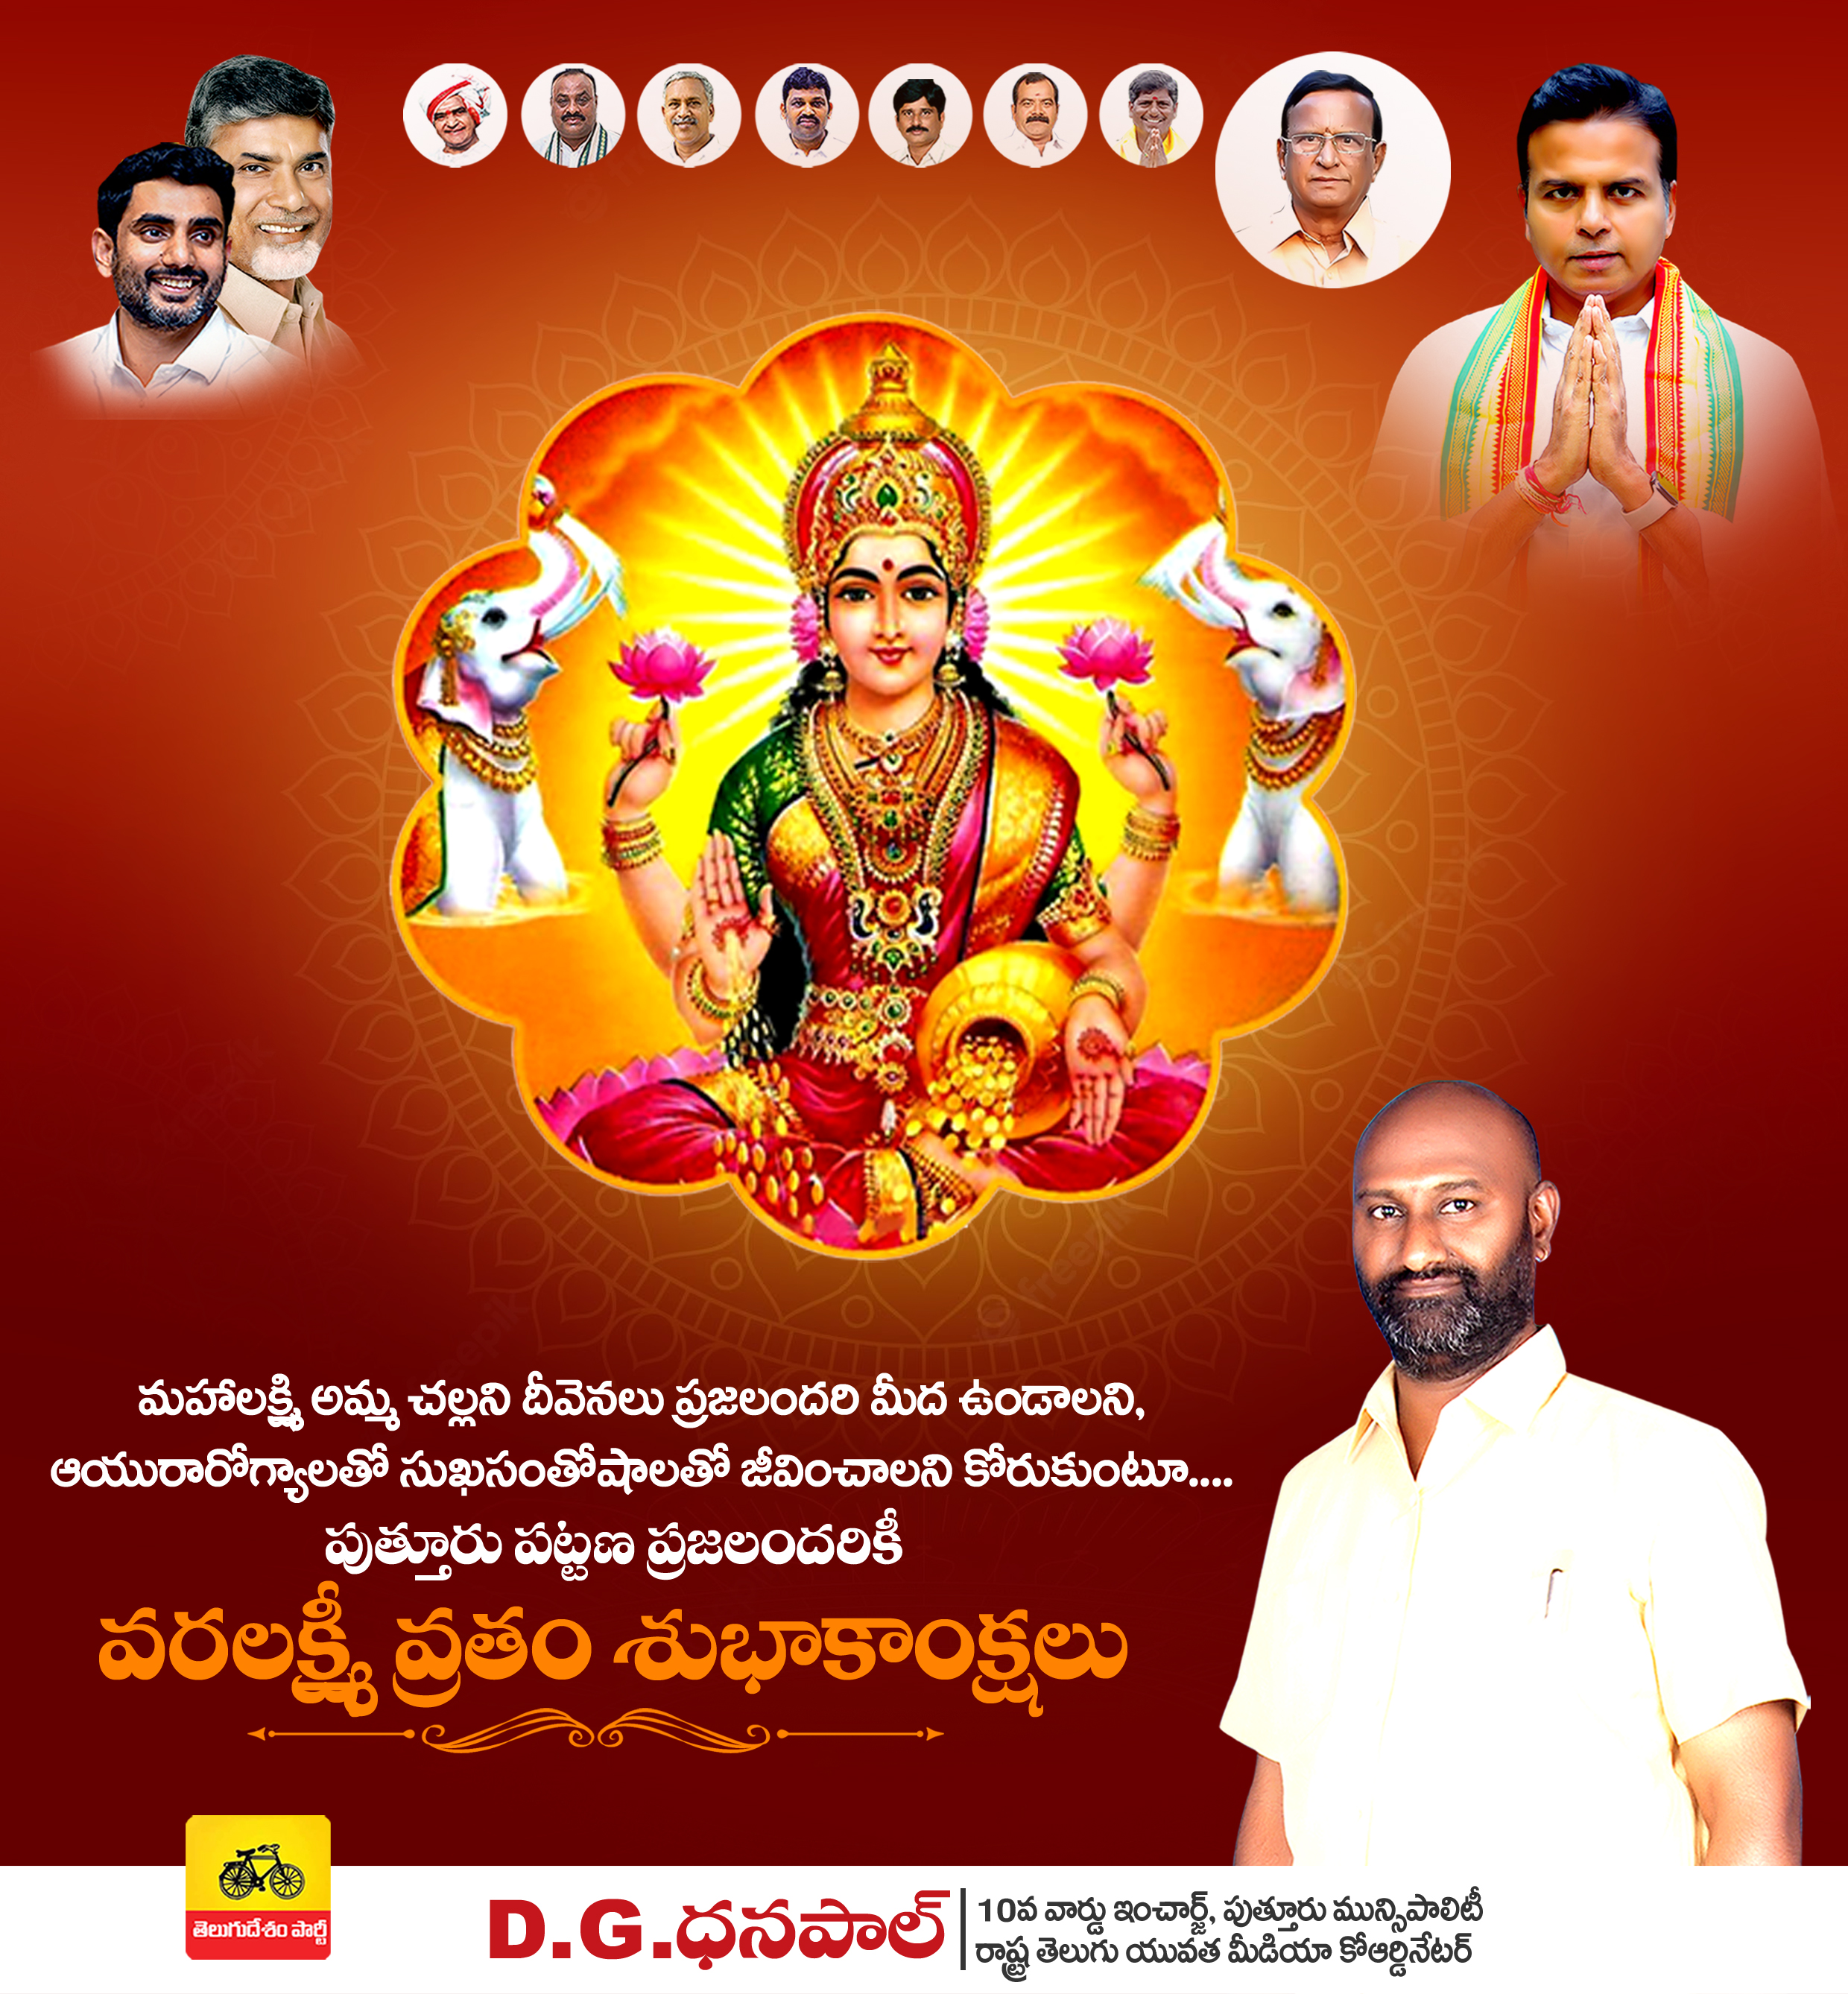 మహాలక్ష్మి అమ్మ చల్లని దీవెనలు ప్రజలందరి మీద ఉండాలని,
ఆయురారోగ్యాలతో సుఖసంతోషాలతో జీవించాలని కోరుకుంటూ....
పుత్తూరు పట్టణ ప్రజలందరికీ
వరలక్ష్మీ వ్రతం శుభాకాంక్షలు
తెలుగుదేశం పార్టీ
D.G.ధనపాల్
10వ వార్డు ఇంచార్జ్, పుత్తూరు మున్సిపాలిటీ
రాష్ట్ర తెలుగు యువత మీడియా కోఆర్డినేటర్